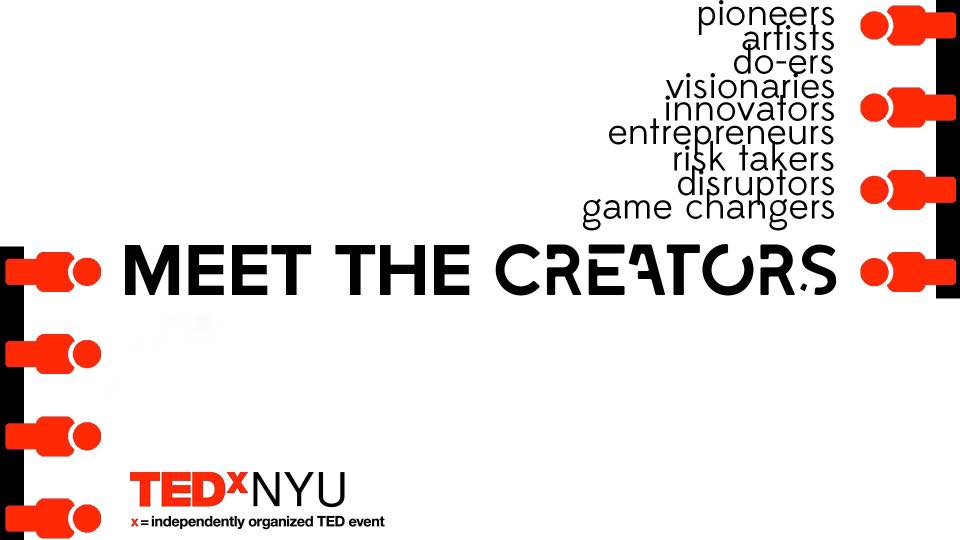 pioneers
artists
do-ers
visionaries
innovators
entrepreneurs
risk takers
disruptors
game changers
MEET THE CREATORS
TEDxNYU
x = independently organized TED event